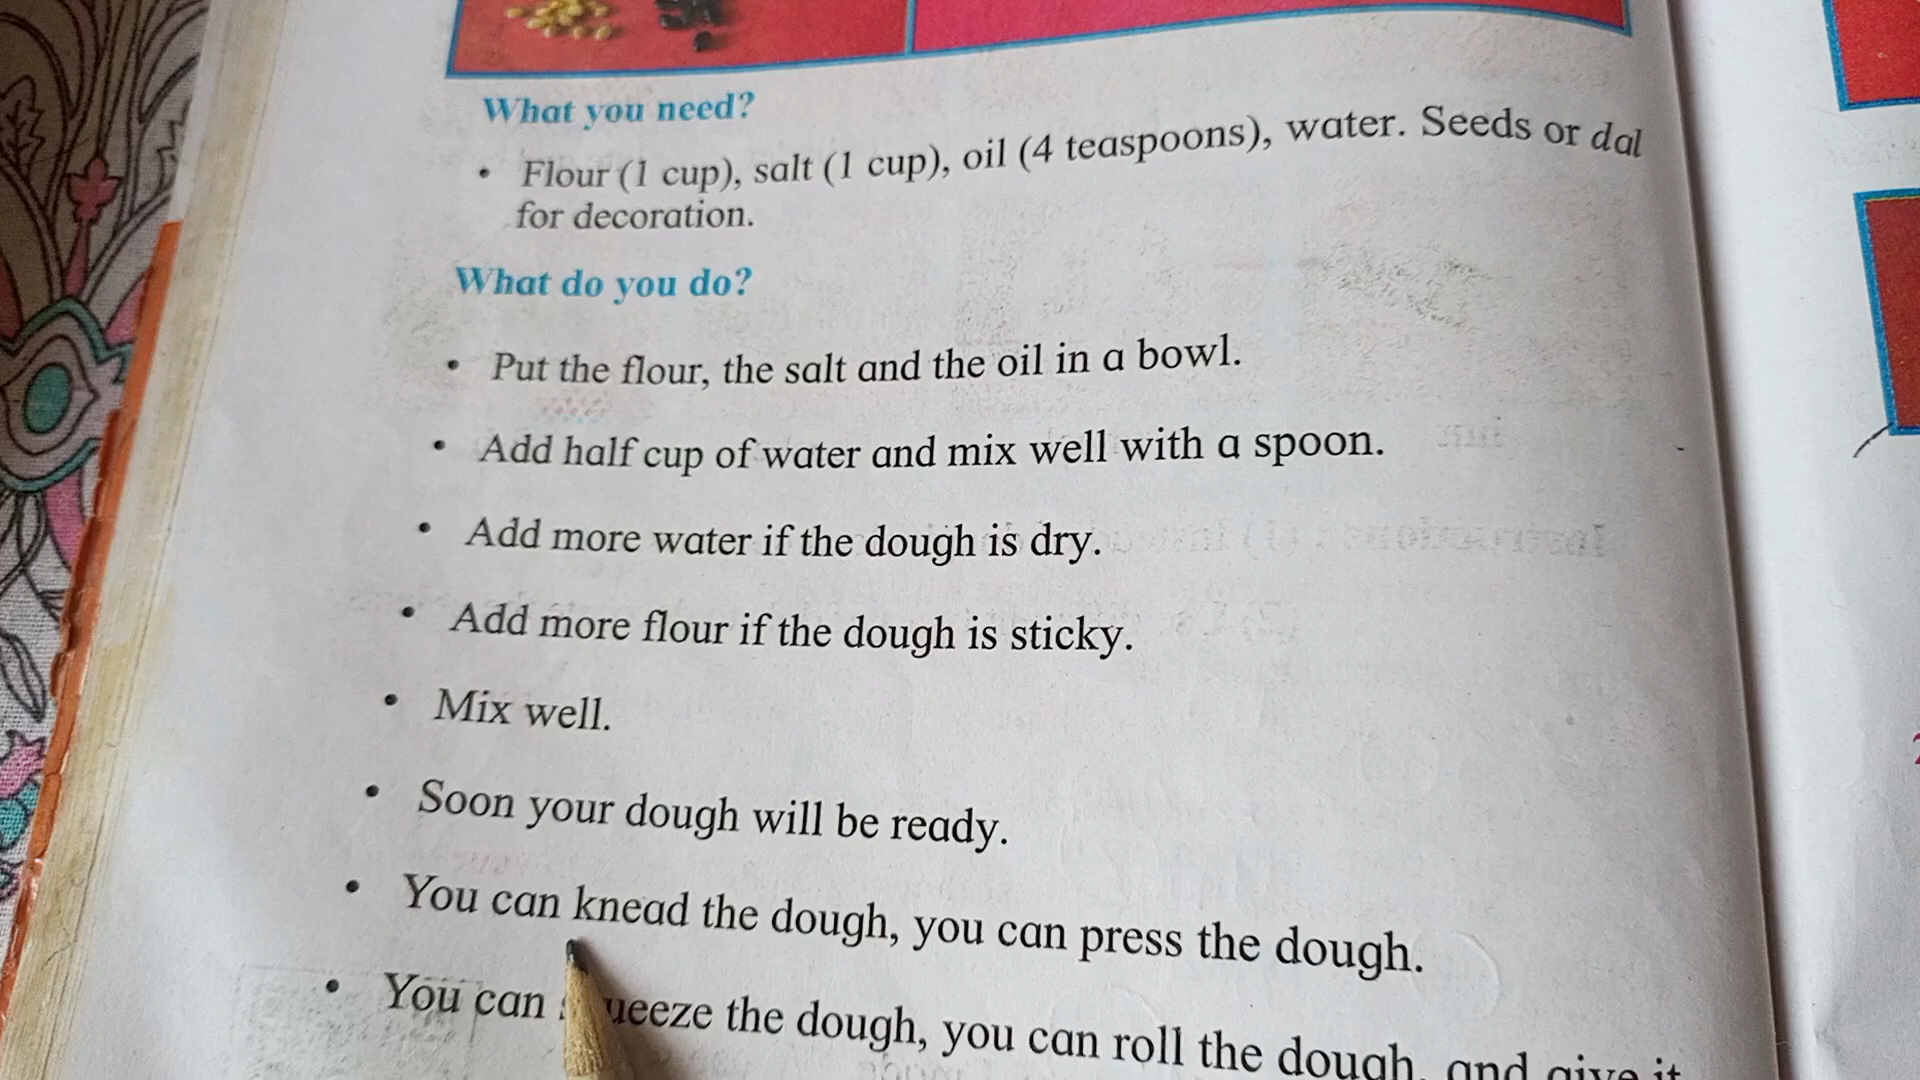 What you need?
• Flour (1 cup), salt (1 cup), oil (4 teaspoons), water. Seeds or dal
for decoration.
What do you do?
• Put the flour, the salt and the oil in a bowl.
• Add half cup of water and mix well with a spoon.
• Add more water if the dough is dry.
• Add more flour if the dough is sticky.
• Mix well.
• Soon your dough will be ready.
• You can knead the dough, you can press the dough.
• You can squeeze the dough, you can roll the dough, and give it